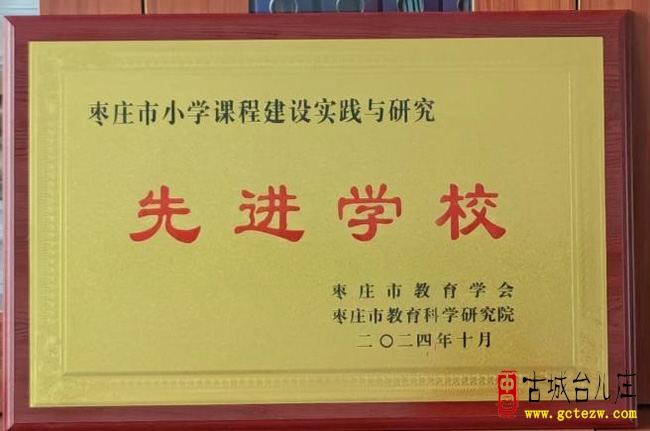 枣庄市小学课程建设实践与研究
先进学校
枣庄市教育学会
枣庄市教育科学研究院
二〇二四年十月
古城台儿庄
www.gctezw.com